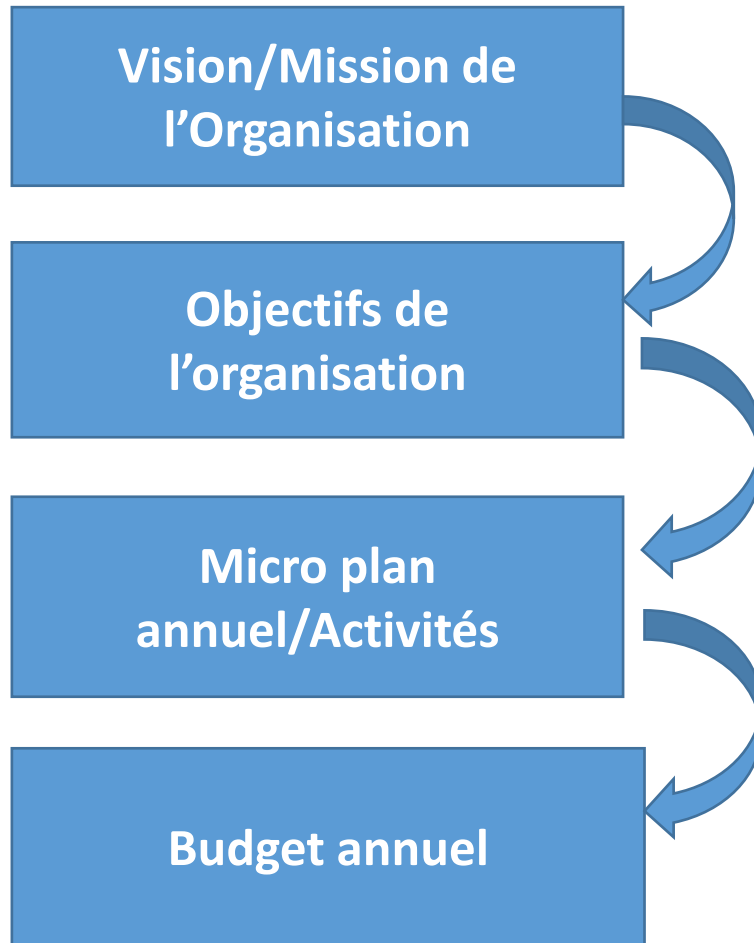 Vision/Mission de
l’Organisation
Objectifs de
l’organisation
Micro plan
annuel/Activités
Budget annuel